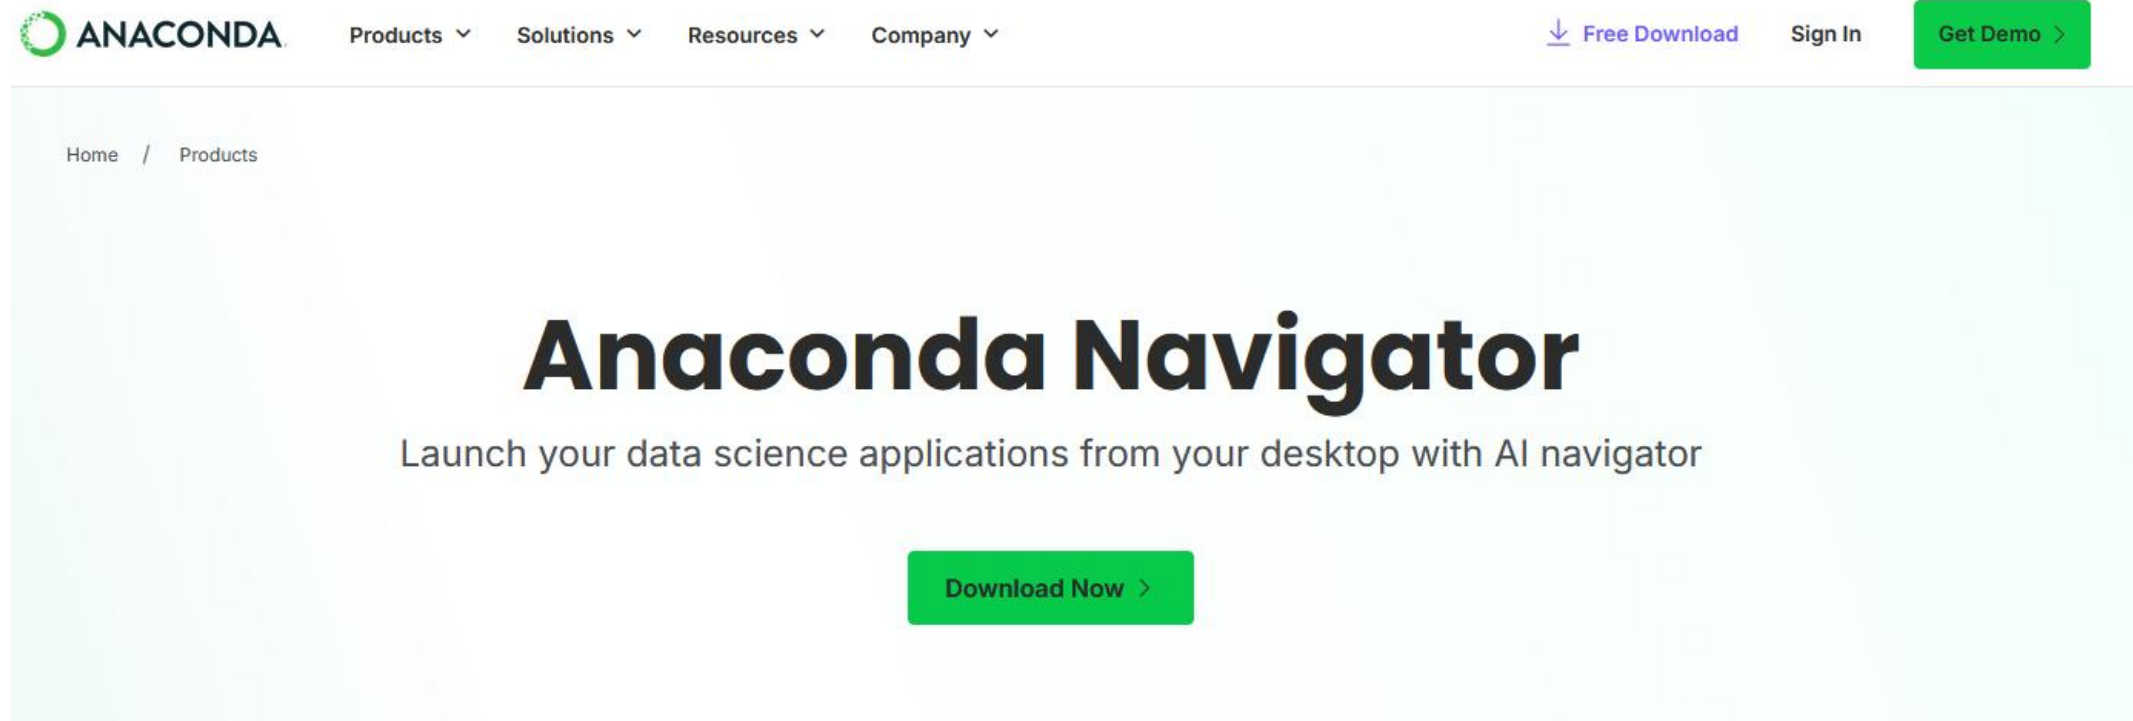 ANACONDA Products Solutions Resources Company Free Download Sign In Get Demo
Home / Products
Anaconda Navigator
Launch your data science applications from your desktop with AI navigator
Download Now